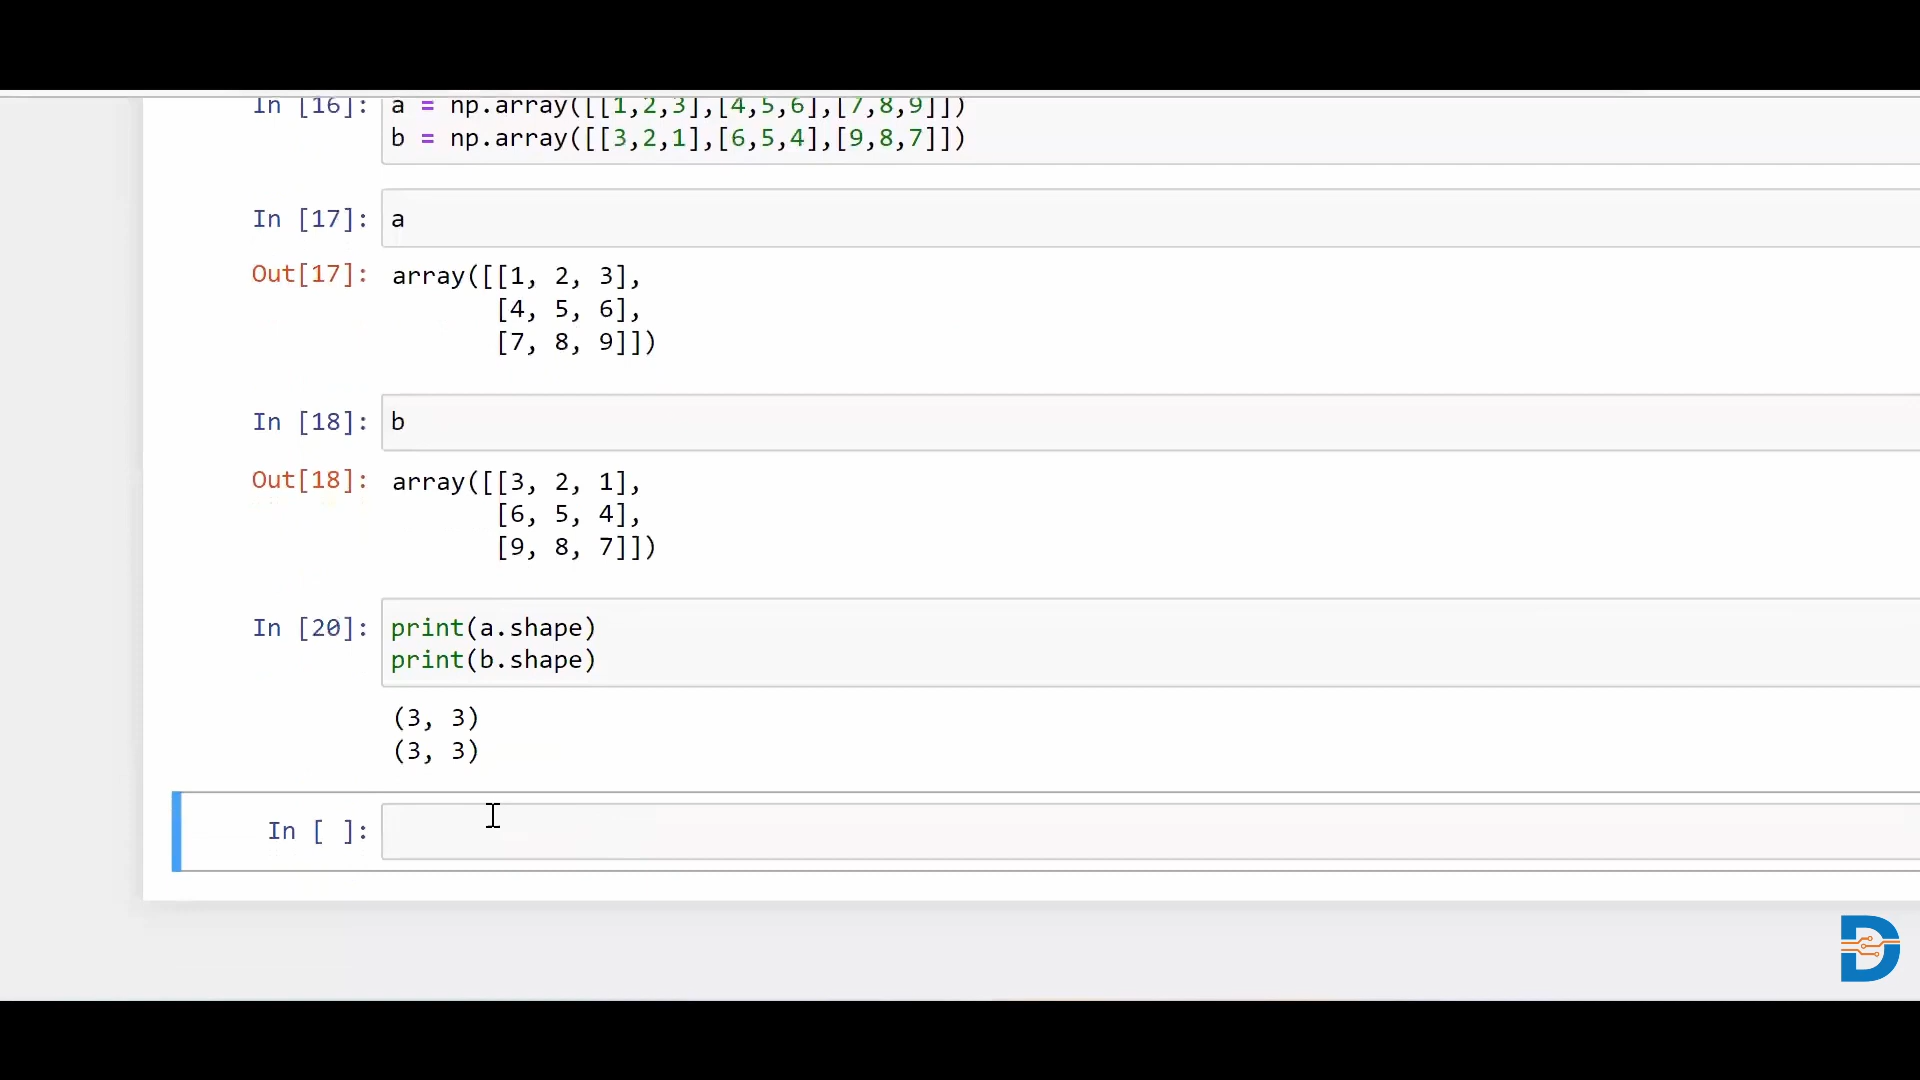 In [16]: a = np.array([[1,2,3],[4,5,6],[7,8,9]])
b = np.array([[3,2,1],[6,5,4],[9,8,7]])
In [17]: a
Out[17]: array([[1, 2, 3],
[4, 5, 6],
[7, 8, 9]])
In [18]: b
Out[18]: array([[3, 2, 1],
[6, 5, 4],
[9, 8, 7]])
In [20]: print(a.shape)
print(b.shape)
(3, 3)
(3, 3)
In [ ]:
D